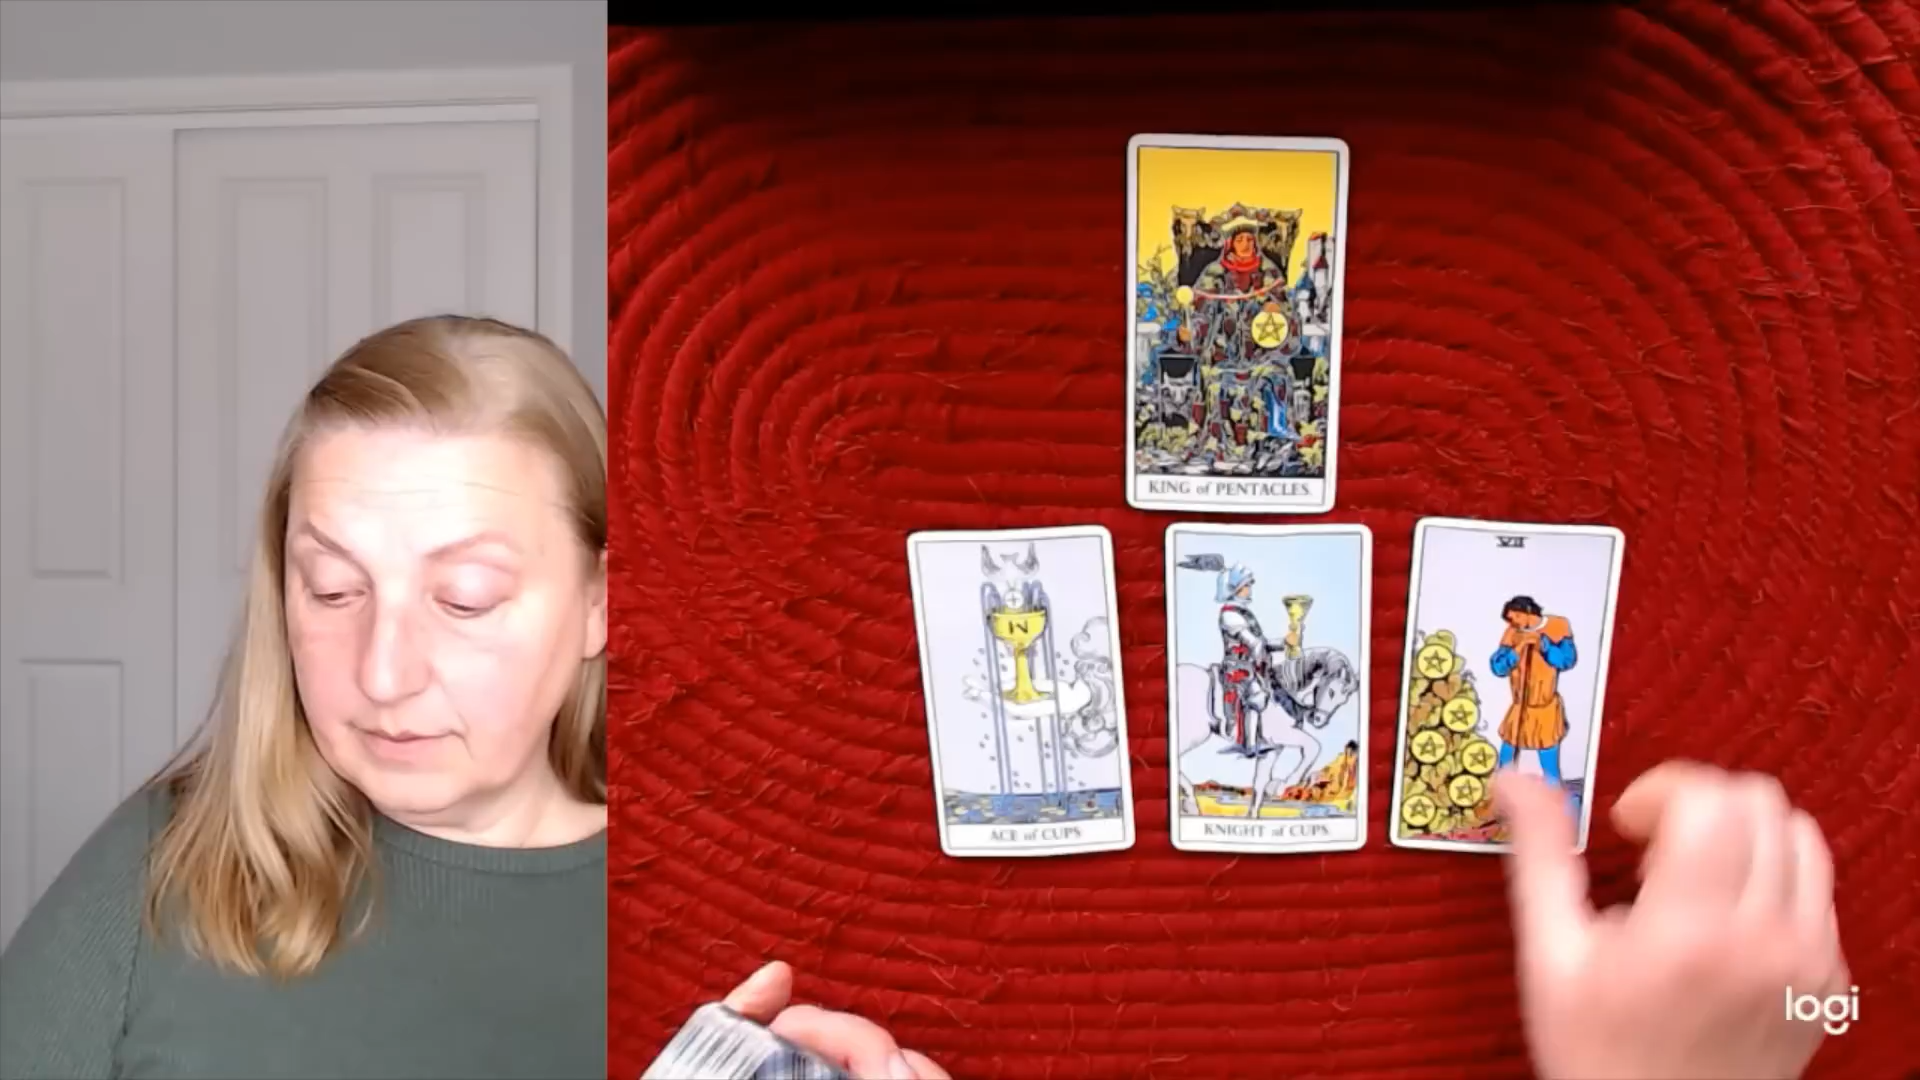 KING of PENTACLES.
ACE of CUPS
KNIGHT of CUPS.
VII
logi